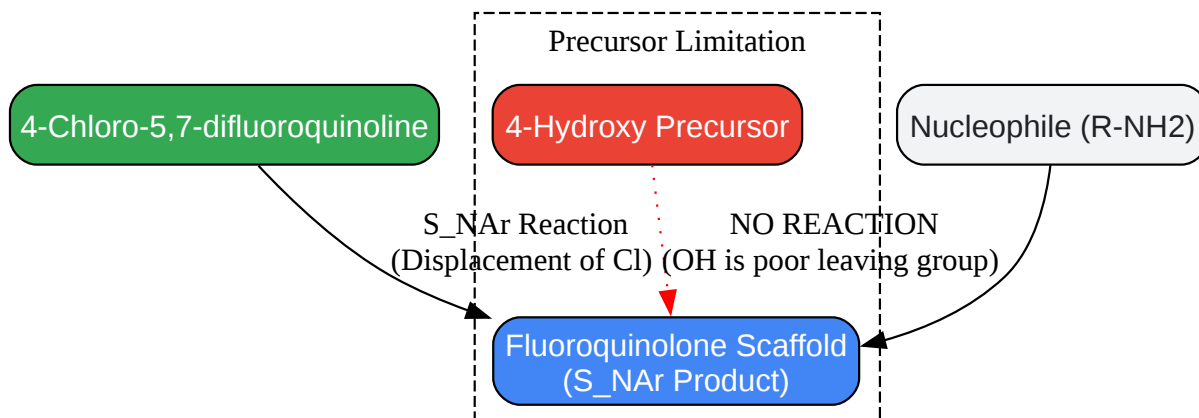 Precursor Limitation
4-Chloro-5,7-difluoroquinoline
4-Hydroxy Precursor
Nucleophile (R-NH2)
S_NAr Reaction
(Displacement of Cl)
NO REACTION
(OH is poor leaving group)
Fluoroquinolone Scaffold
(S_NAr Product)